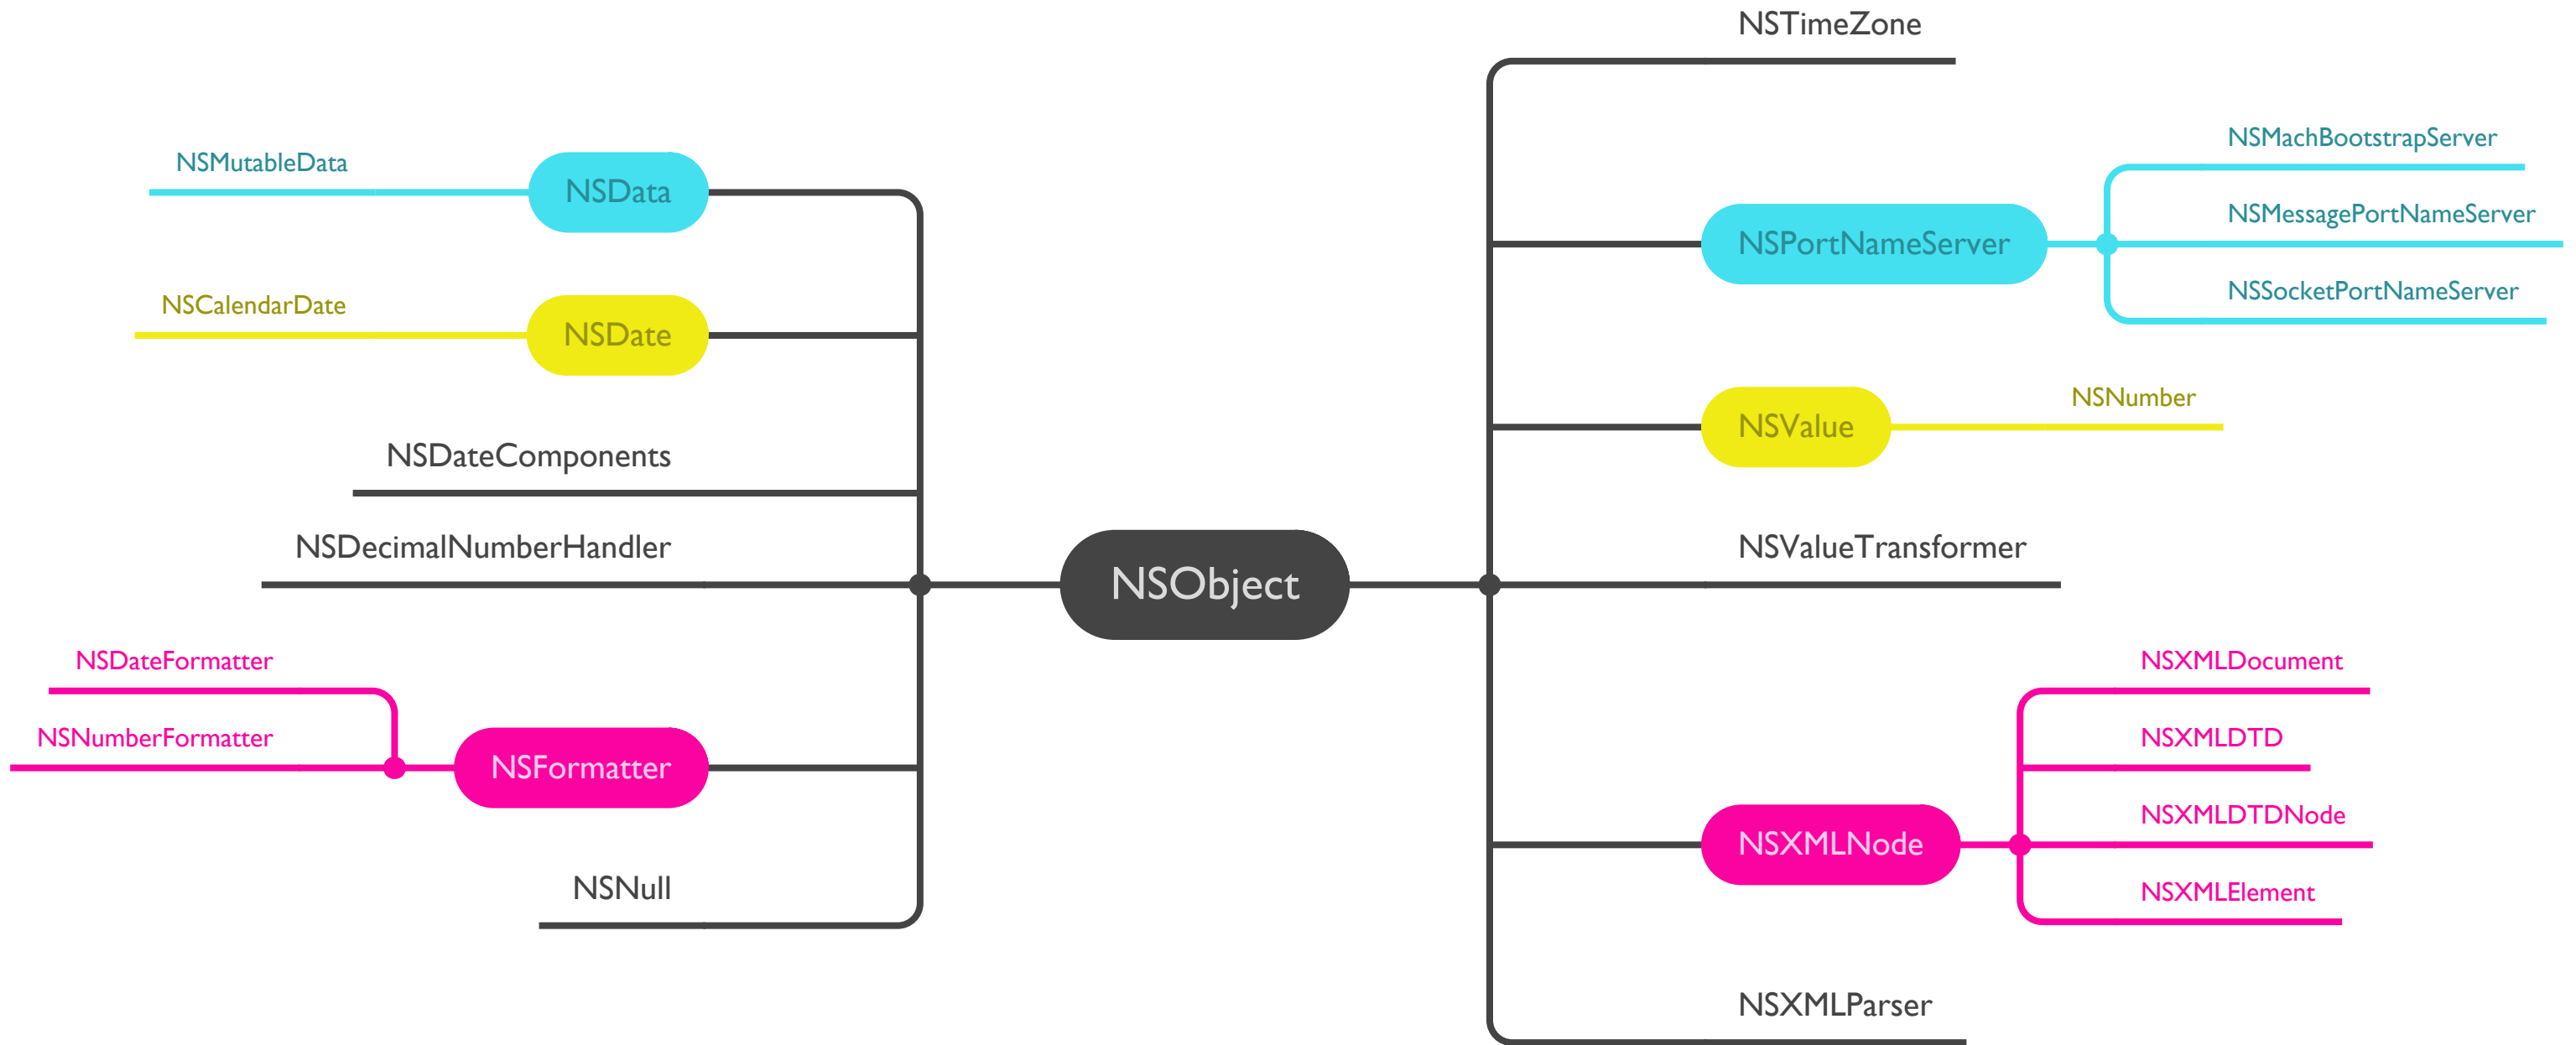 NSTimeZone
NSMachBootstrapServer
NSMutableData
NSData
NSMessagePortNameServer
NSPortNameServer
NSSocketPortNameServer
NSCalendarDate
NSDate
NSNumber
NSValue
NSDateComponents
NSDecimalNumberHandler
NSValueTransformer
NSObject
NSDateFormatter
NSXMLDocument
NSNumberFormatter
NSXMLDTD
NSFormatter
NSXMLDTDNode
NSXMLNode
NSNull
NSXMLElement
NSXMLParser